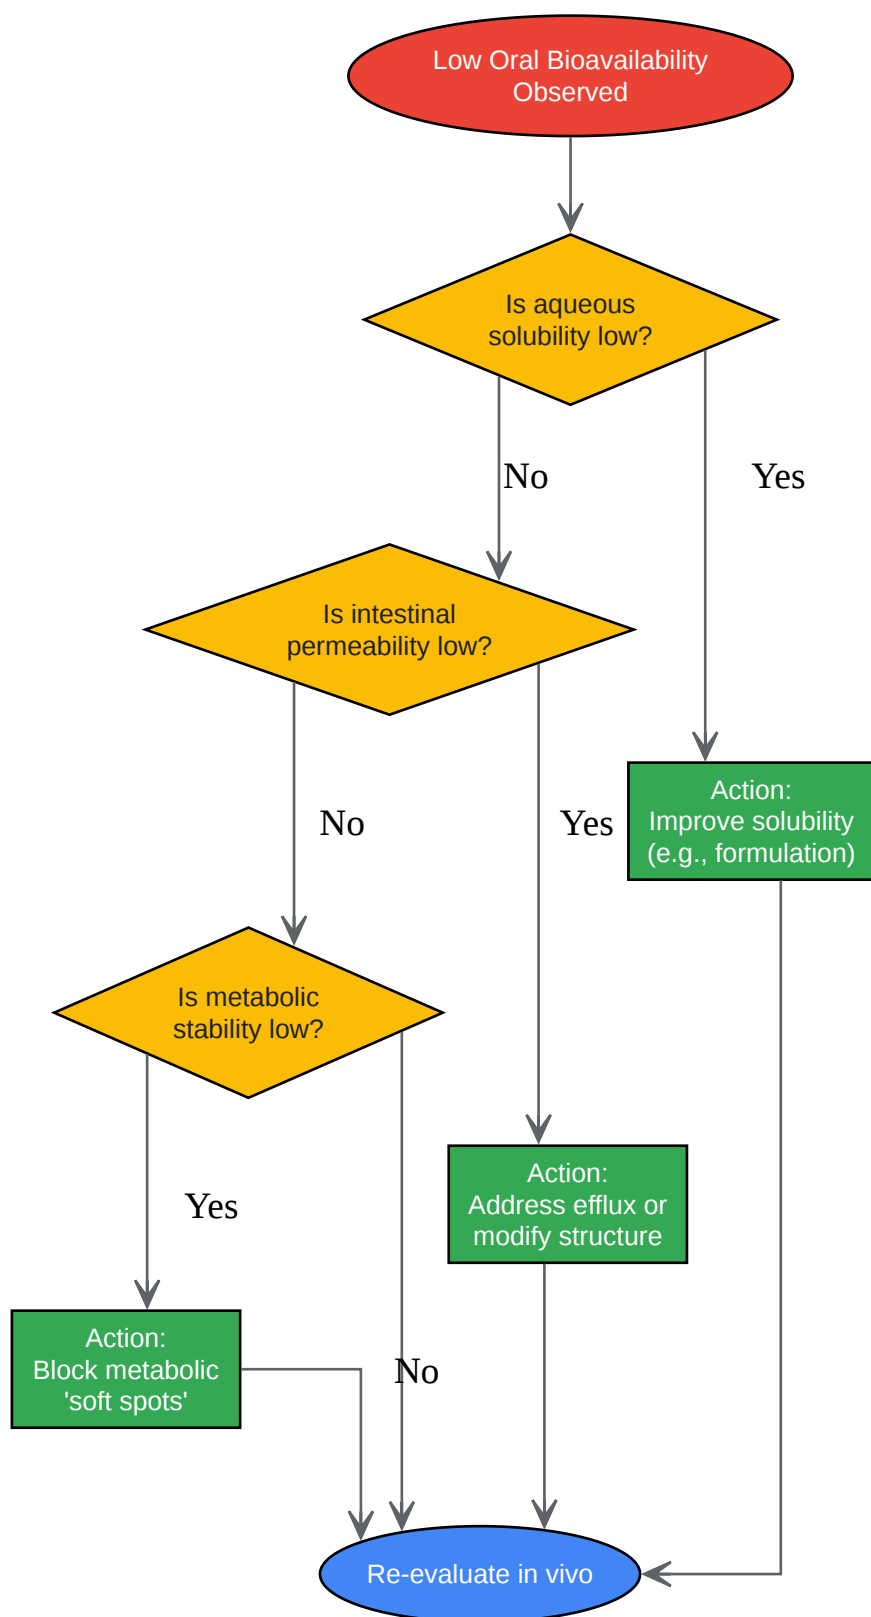 Low Oral Bioavailability
Observed
Is aqueous
solubility low?
No
Yes
Is intestinal
permeability low?
Action:
Improve solubility
(e.g., formulation)
No
Yes
Is metabolic
stability low?
Action:
Address efflux or
modify structure
Yes
Action:
Block metabolic
'soft spots'
No
Re-evaluate in vivo